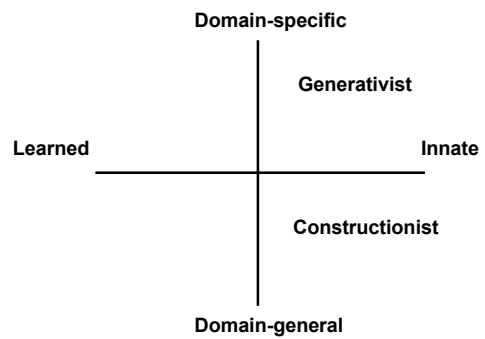 Domain-specific
Generativist
Learned
Innate
Constructionist
Domain-general